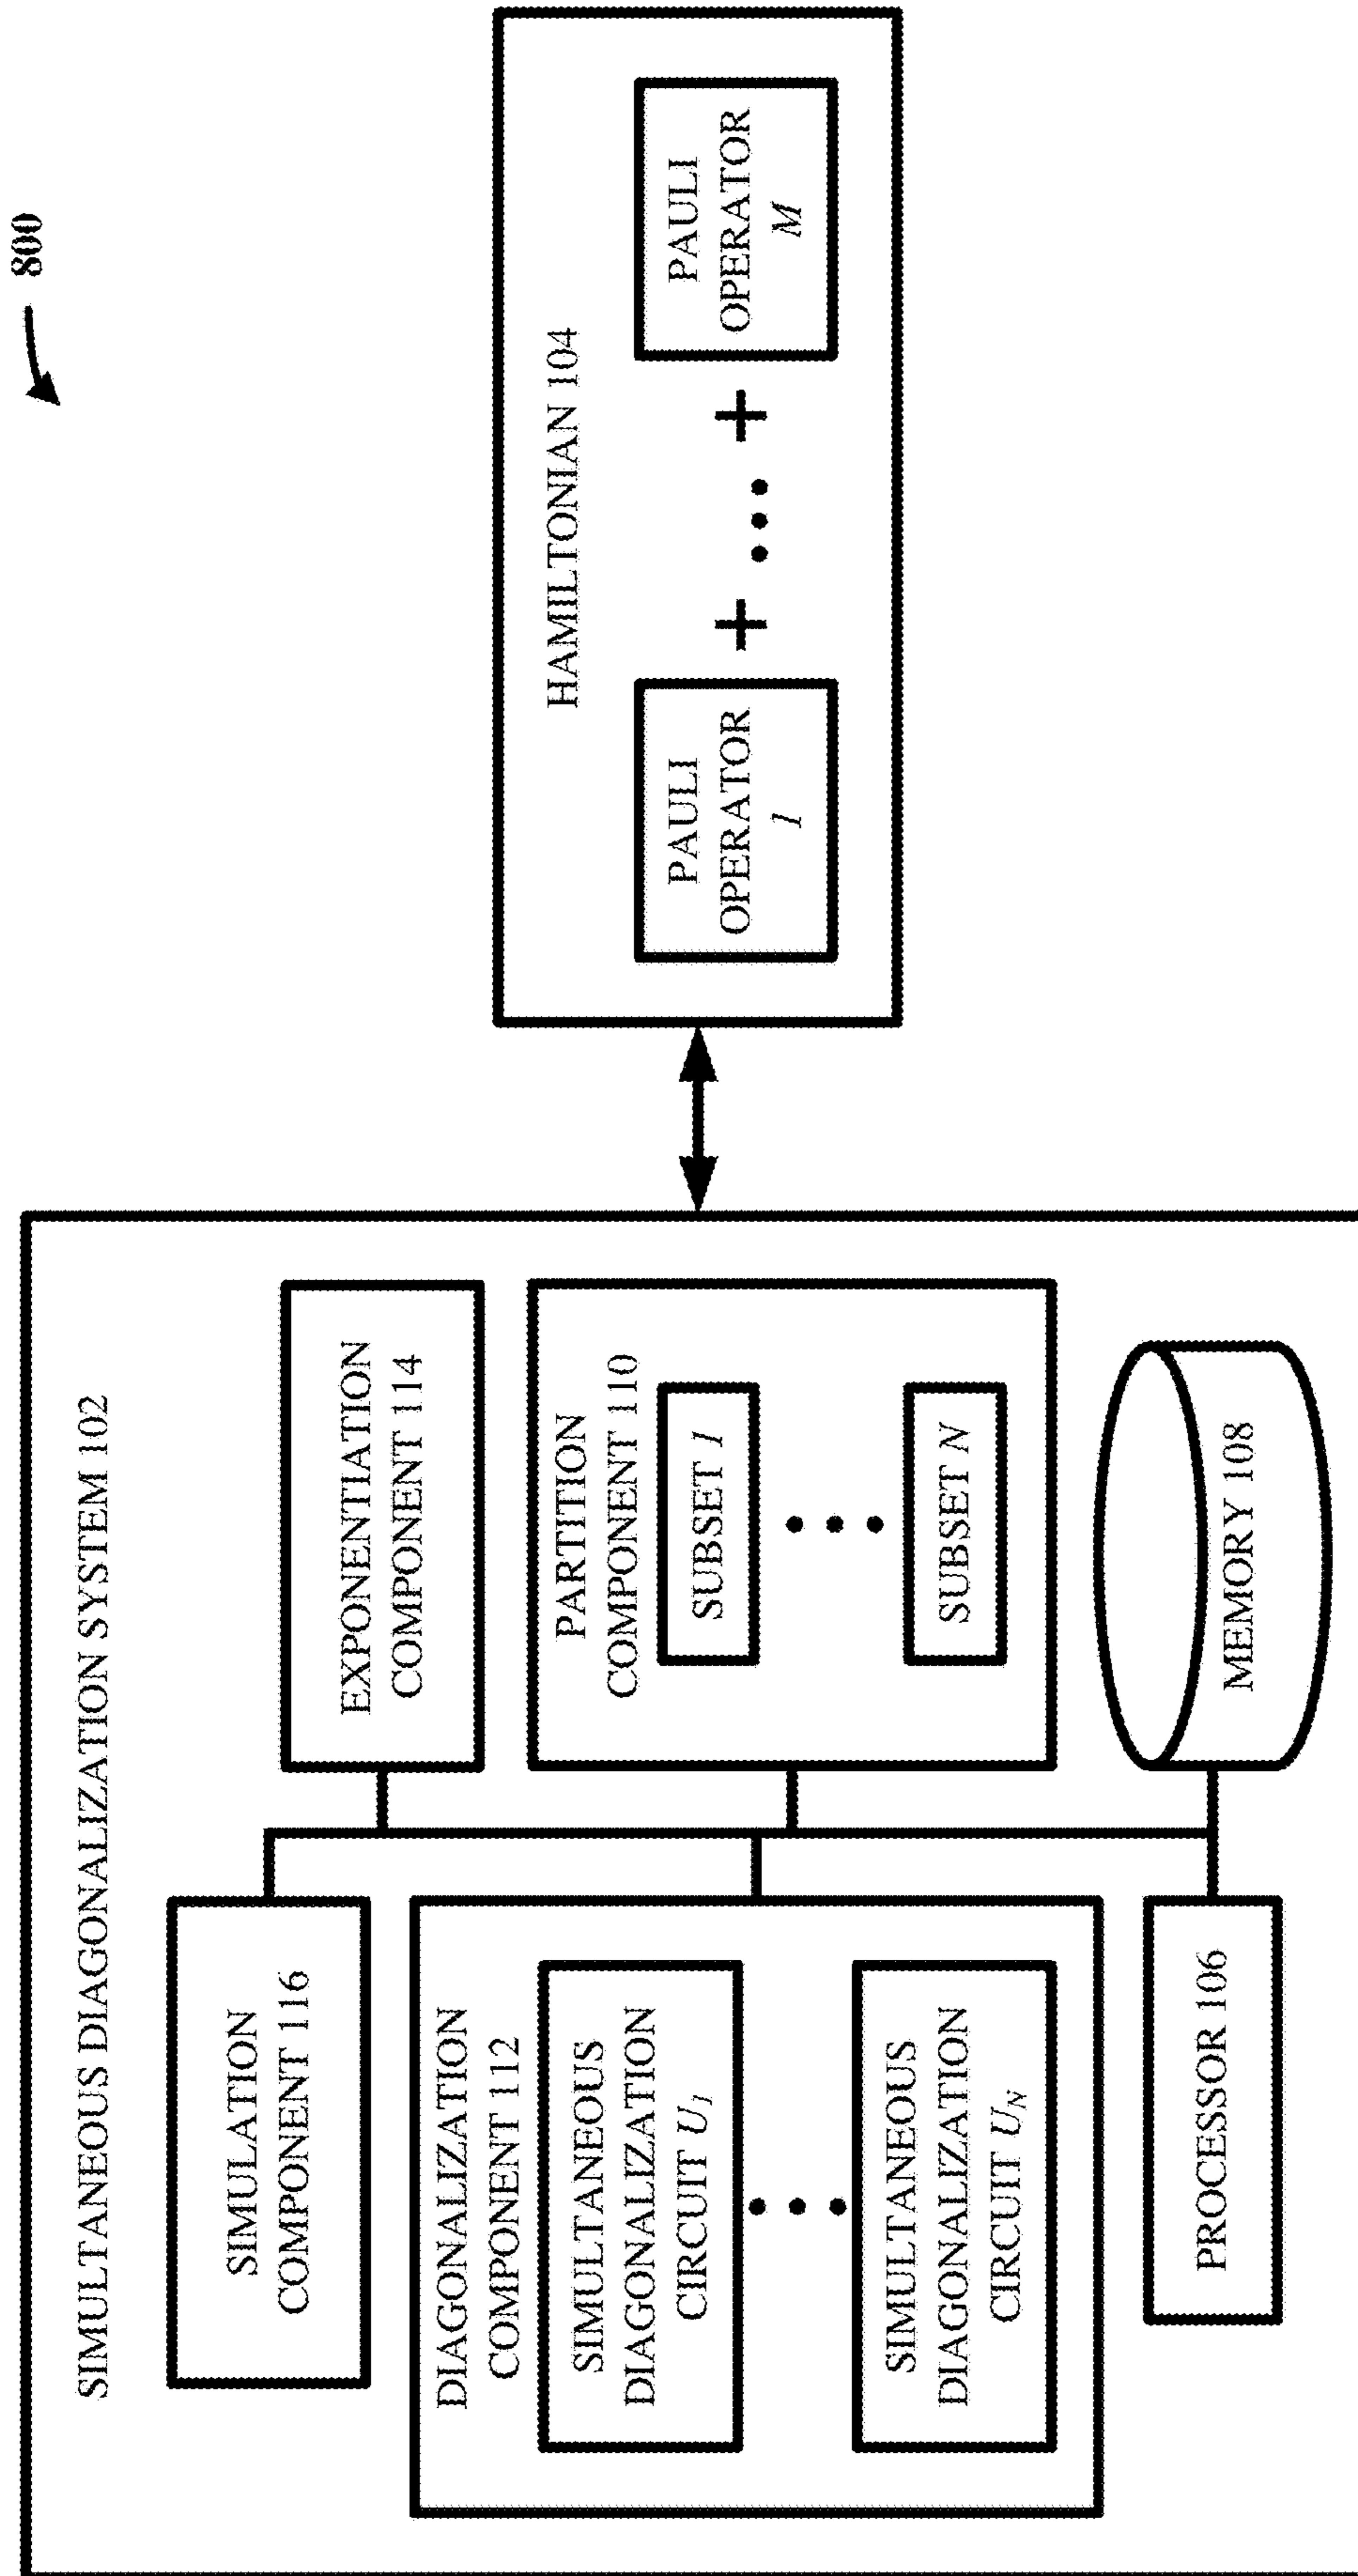 800
SIMULTANEOUS DIAGONALIZATION SYSTEM 102
SIMULATION
COMPONENT 116
EXPONENTIATION
COMPONENT 114
DIAGONALIZATION
COMPONENT 112
SIMULTANEOUS
DIAGONALIZATION
CIRCUIT U1
SIMULTANEOUS
DIAGONALIZATION
CIRCUIT UN
PARTITION
COMPONENT 110
SUBSET 1
SUBSET N
PROCESSOR 106
MEMORY 108
HAMILTONIAN 104
PAULI
OPERATOR
1
+
+
PAULI
OPERATOR
M